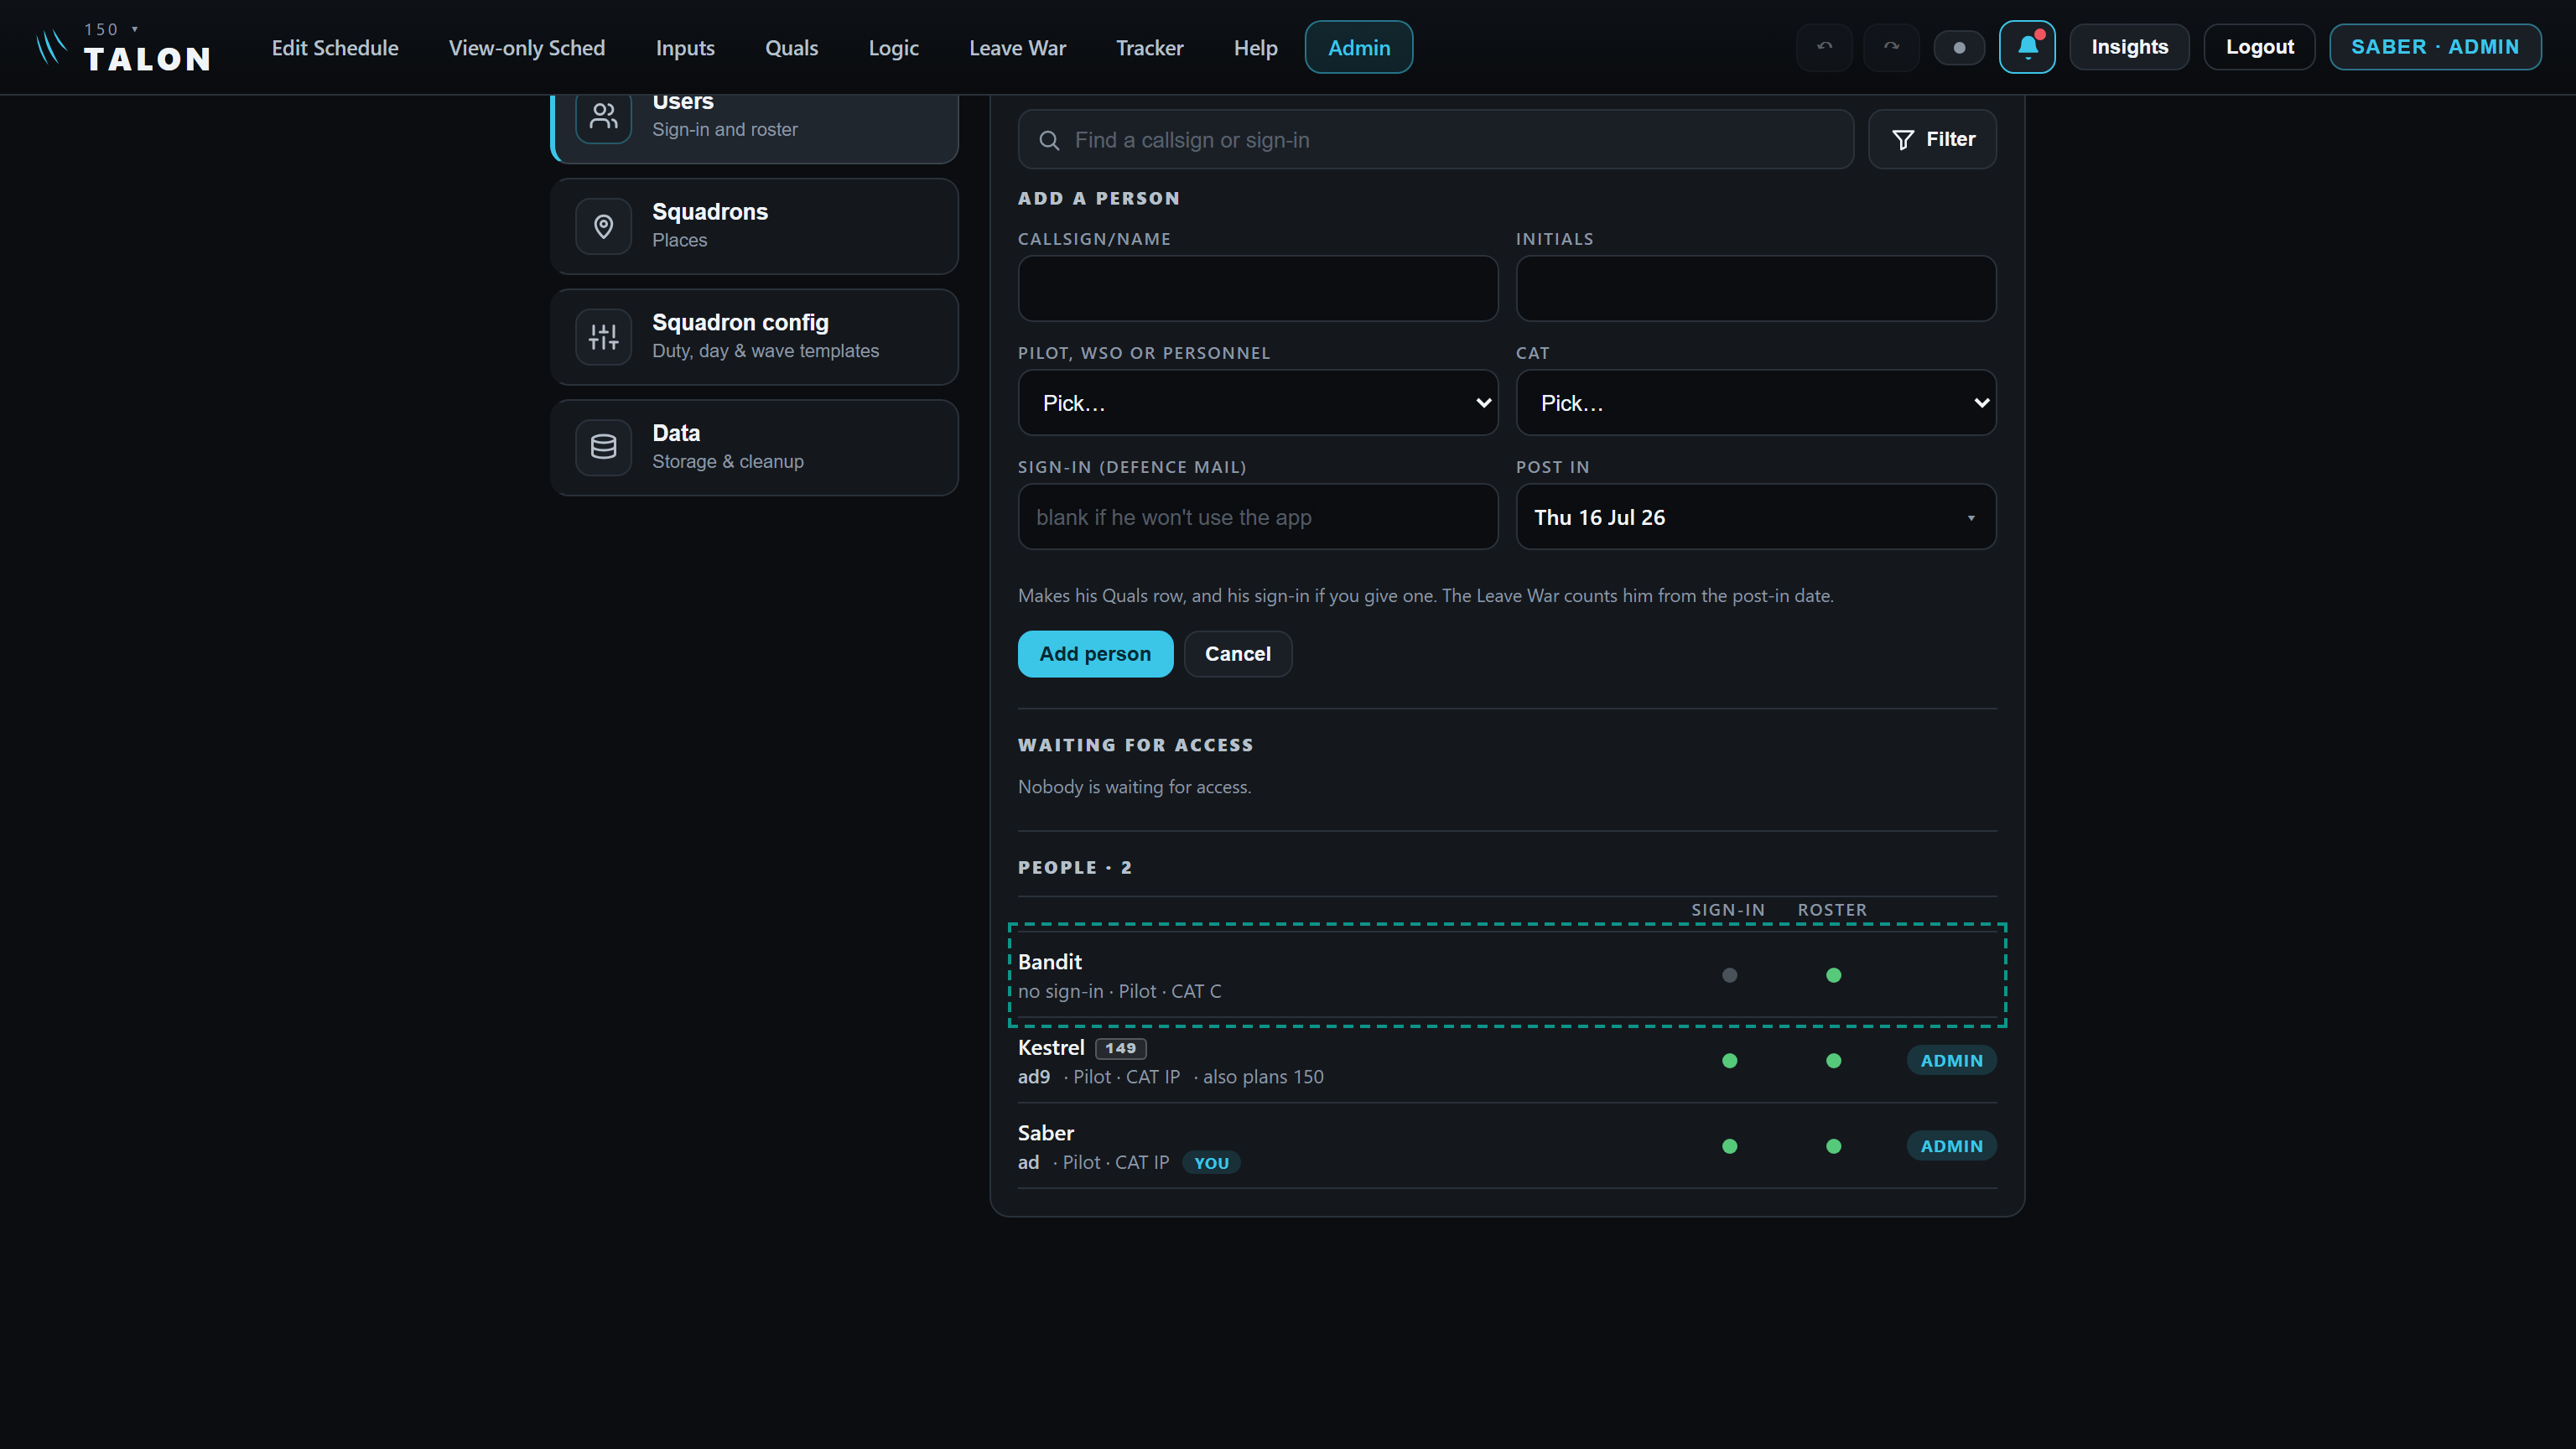 150 ▾
TALON
Edit Schedule
View-only Sched
Inputs
Quals
Logic
Leave War
Tracker
Help
Admin
Insights
Logout
SABER · ADMIN
Users
Sign-in and roster
Squadrons
Places
Squadron config
Duty, day & wave templates
Data
Storage & cleanup
Find a callsign or sign-in
Filter
ADD A PERSON
CALLSIGN/NAME
INITIALS
PILOT, WSO OR PERSONNEL
CAT
Pick...
Pick...
SIGN-IN (DEFENCE MAIL)
POST IN
blank if he won't use the app
Thu 16 Jul 26
Makes his Quals row, and his sign-in if you give one. The Leave War counts him from the post-in date.
Add person
Cancel
WAITING FOR ACCESS
Nobody is waiting for access.
PEOPLE · 2
SIGN-IN
ROSTER
Bandit
no sign-in · Pilot · CAT C
Kestrel 149
ad9 · Pilot · CAT IP · also plans 150
ADMIN
Saber
ad · Pilot · CAT IP YOU
ADMIN